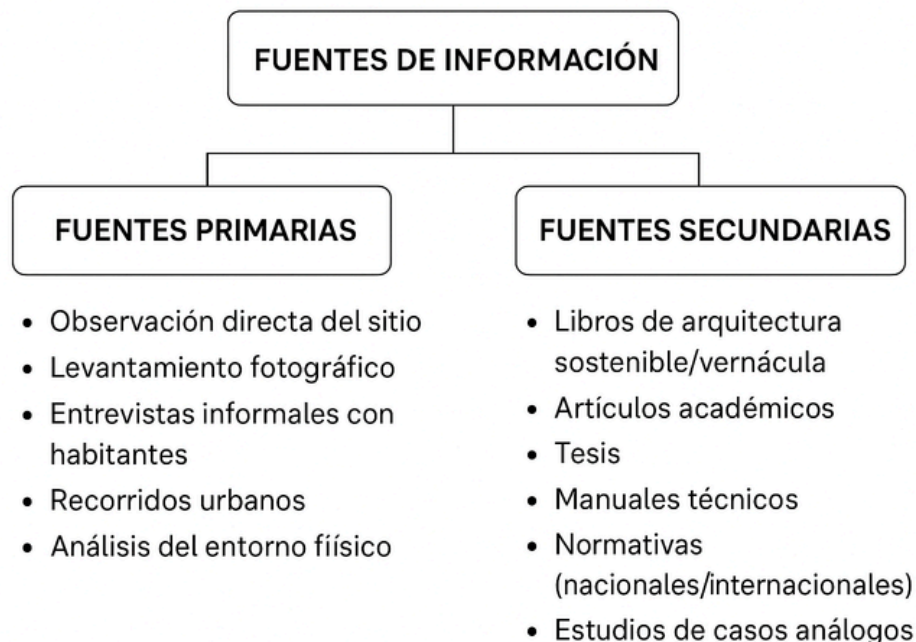 FUENTES DE INFORMACIÓN
FUENTES PRIMARIAS
• Observación directa del sitio
• Levantamiento fotográfico
• Entrevistas informales con
habitantes
• Recorridos urbanos
• Análisis del entorno fíísico
FUENTES SECUNDARIAS
• Libros de arquitectura
sostenible/vernácula
• Artículos académicos
• Tesis
• Manuales técnicos
• Normativas
(nacionales/internacionales)
• Estudios de casos análogos